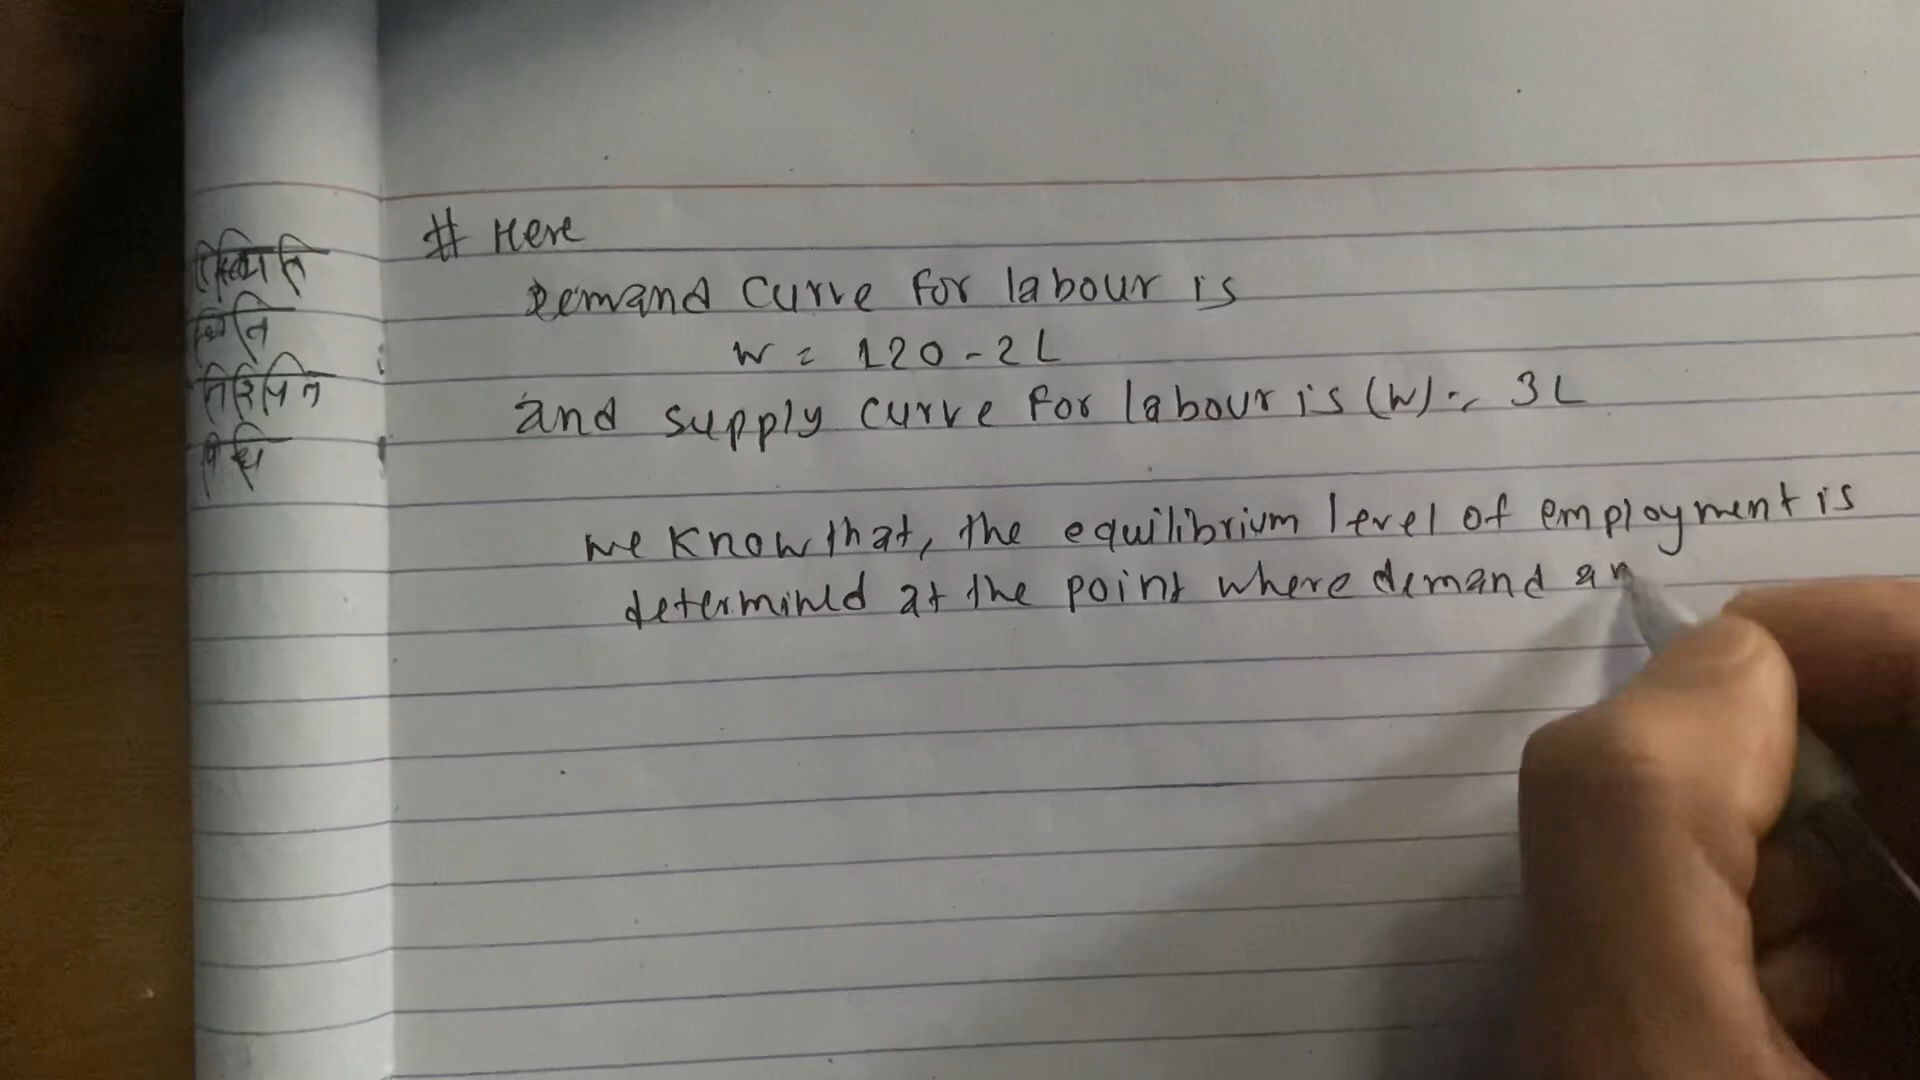 # Here
Demand curve for labour is
W = 120 - 2L
and supply curve for labour is (W) = 3L
we know that, the equilibrium level of employment is
determined at the point where demand an